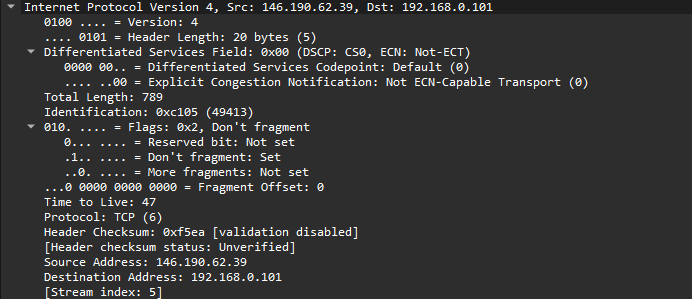 Internet Protocol Version 4, Src: 146.190.62.39, Dst: 192.168.0.101
0100 .... = Version: 4
.... 0101 = Header Length: 20 bytes (5)
Differentiated Services Field: 0x00 (DSCP: CS0, ECN: Not-ECT)
0000 00.. = Differentiated Services Codepoint: Default (0)
.... ..00 = Explicit Congestion Notification: Not ECN-Capable Transport (0)
Total Length: 789
Identification: 0xc105 (49413)
010. .... = Flags: 0x2, Don't fragment
0... .... = Reserved bit: Not set
.1.. .... = Don't fragment: Set
..0. .... = More fragments: Not set
...0 0000 0000 0000 = Fragment Offset: 0
Time to Live: 47
Protocol: TCP (6)
Header Checksum: 0xf5ea [validation disabled]
[Header checksum status: Unverified]
Source Address: 146.190.62.39
Destination Address: 192.168.0.101
[Stream index: 5]